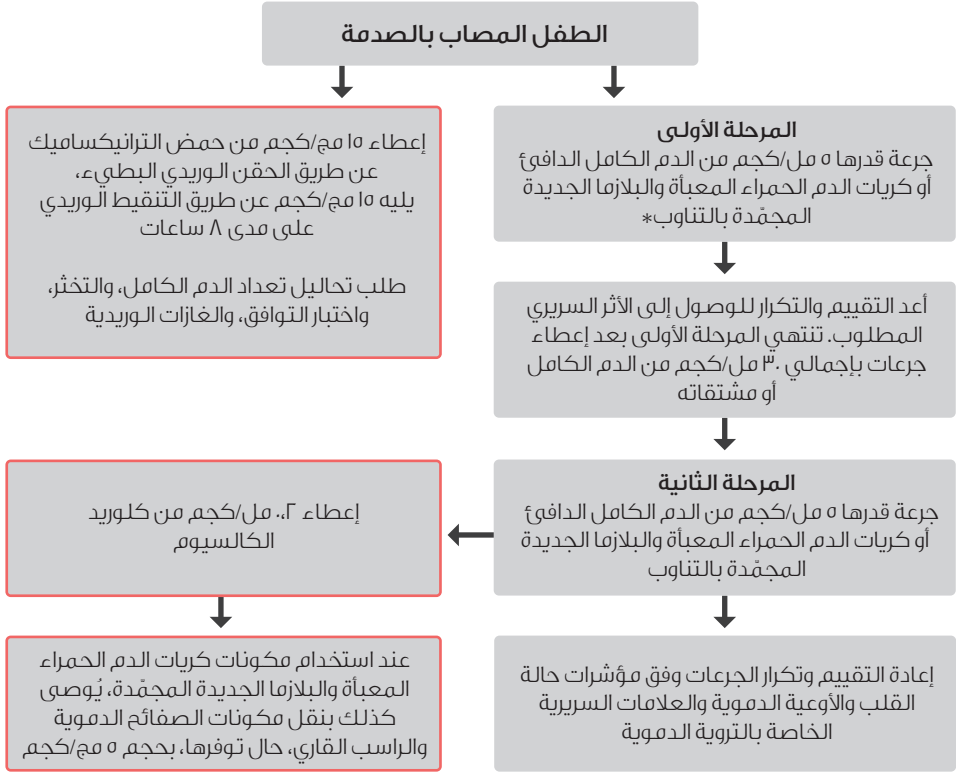 الطفل المصاب بالصدمة
المرحلة الأولى
جرعة قدرها ٥ مل/كجم من الدم الكامل الدافئ
أو كريات الدم الحمراء المعبأة والبلازما الجديدة
المجمّدة بالتناوب*
إعطاء ١٥ مج/كجم من حمض الترانيكساميك
عن طريق الحقن الوريدي البطيء،
يليه ١٥ مج/كجم عن طريق التنقيط الوريدي
على مدى ٨ ساعات
طلب تحاليل تعداد الدم الكامل، والتخثر،
واختبار التوافق، والغازات الوريدية
أعد التقييم والتكرار للوصول إلى الأثر السريري
المطلوب. تنتهي المرحلة الأولى بعد إعطاء
جرعات بإجمالي ٣٠ مل/كجم من الدم الكامل
أو مشتقاته
المرحلة الثانية
جرعة قدرها ٥ مل/كجم من الدم الكامل الدافئ
أو كريات الدم الحمراء المعبأة والبلازما الجديدة
المجمّدة بالتناوب
إعطاء ٠،٢ مل/كجم من كلوريد
الكالسيوم
إعادة التقييم وتكرار الجرعات وفق مؤشرات حالة
القلب والأوعية الدموية والعلامات السريرية
الخاصة بالتروية الدموية
عند استخدام مكونات كريات الدم الحمراء
المعبأة والبلازما الجديدة المجمّدة، يُوصى
كذلك بنقل مكونات الصفائح الدموية
والراسب القاري، حال توفرها، بحجم ٥ مج/كجم